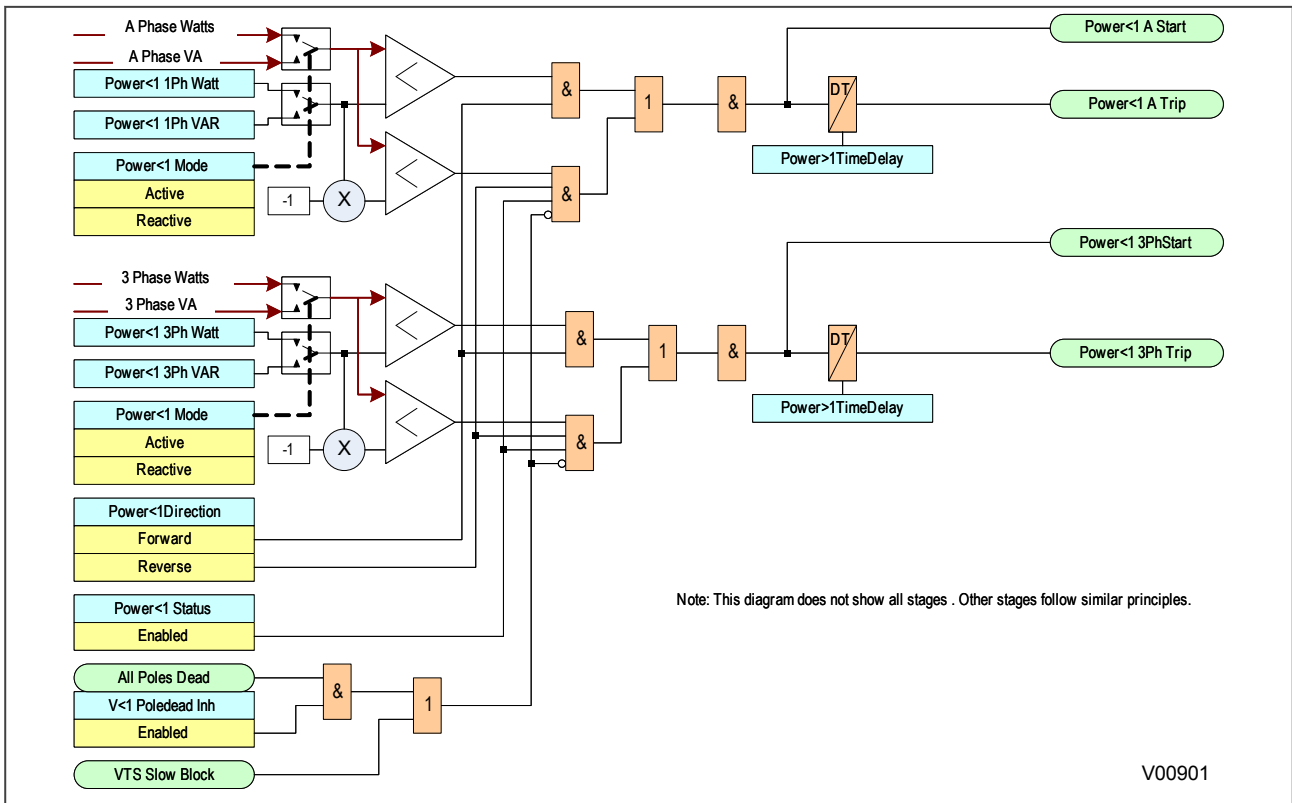 A Phase Watts
A Phase VA
Power<1 1Ph Watt
Power<1 1Ph VAR
Power<1 Mode
Active
Reactive
-1
X
&
&
1
&
DT
Power>1TimeDelay
Power<1 A Start
Power<1 A Trip
3 Phase Watts
3 Phase VA
Power<1 3Ph Watt
Power<1 3Ph VAR
Power<1 Mode
Active
Reactive
-1
X
&
&
1
&
DT
Power>1TimeDelay
Power<1 3PhStart
Power<1 3Ph Trip
Power<1Direction
Forward
Reverse
Power<1 Status
Enabled
All Poles Dead
V<1 Poledead Inh
Enabled
VTS Slow Block
&
1
Note: This diagram does not show all stages . Other stages follow similar principles.
V00901